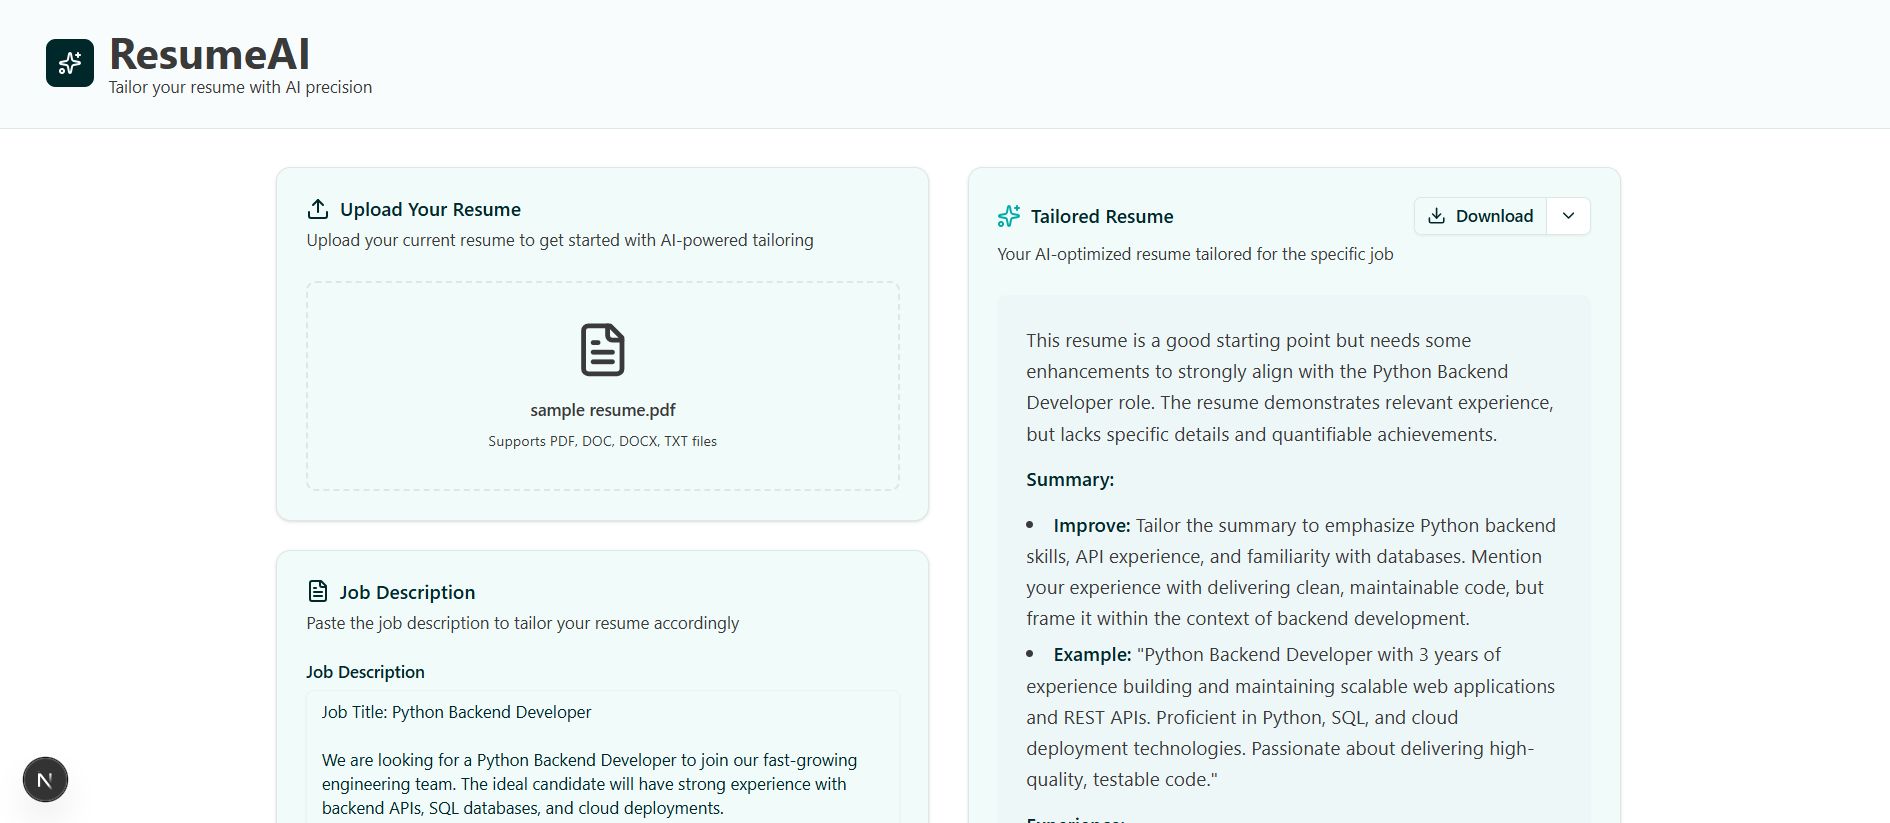 ResumeAI
Tailor your resume with AI precision
Upload Your Resume
Upload your current resume to get started with AI-powered tailoring
sample resume.pdf
Supports PDF, DOC, DOCX, TXT files
Job Description
Paste the job description to tailor your resume accordingly
Job Description
Job Title: Python Backend Developer
We are looking for a Python Backend Developer to join our fast-growing
engineering team. The ideal candidate will have strong experience with
backend APIs, SQL databases, and cloud deployments.
N
Tailored Resume
Download
Your AI-optimized resume tailored for the specific job
This resume is a good starting point but needs some
enhancements to strongly align with the Python Backend
Developer role. The resume demonstrates relevant experience,
but lacks specific details and quantifiable achievements.
Summary:
• Improve: Tailor the summary to emphasize Python backend
skills, API experience, and familiarity with databases. Mention
your experience with delivering clean, maintainable code, but
frame it within the context of backend development.
• Example: "Python Backend Developer with 3 years of
experience building and maintaining scalable web applications
and REST APIs. Proficient in Python, SQL, and cloud
deployment technologies. Passionate about delivering high-
quality, testable code."
Experience: